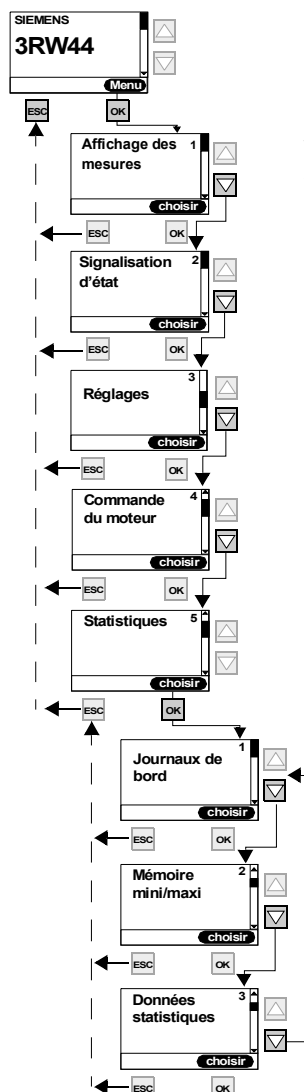 SIEMENS
3RW44
Menu
ESC
OK
Affichage des
mesures
1
choisir
ESC
OK
Signalisation
d'état
2
choisir
ESC
OK
Réglages
3
choisir
ESC
OK
Commande
du moteur
4
choisir
ESC
OK
Statistiques
5
choisir
ESC
OK
Journaux de
bord
1
choisir
ESC
OK
Mémoire
mini/maxi
2
choisir
ESC
OK
Données
statistiques
3
choisir
ESC
OK